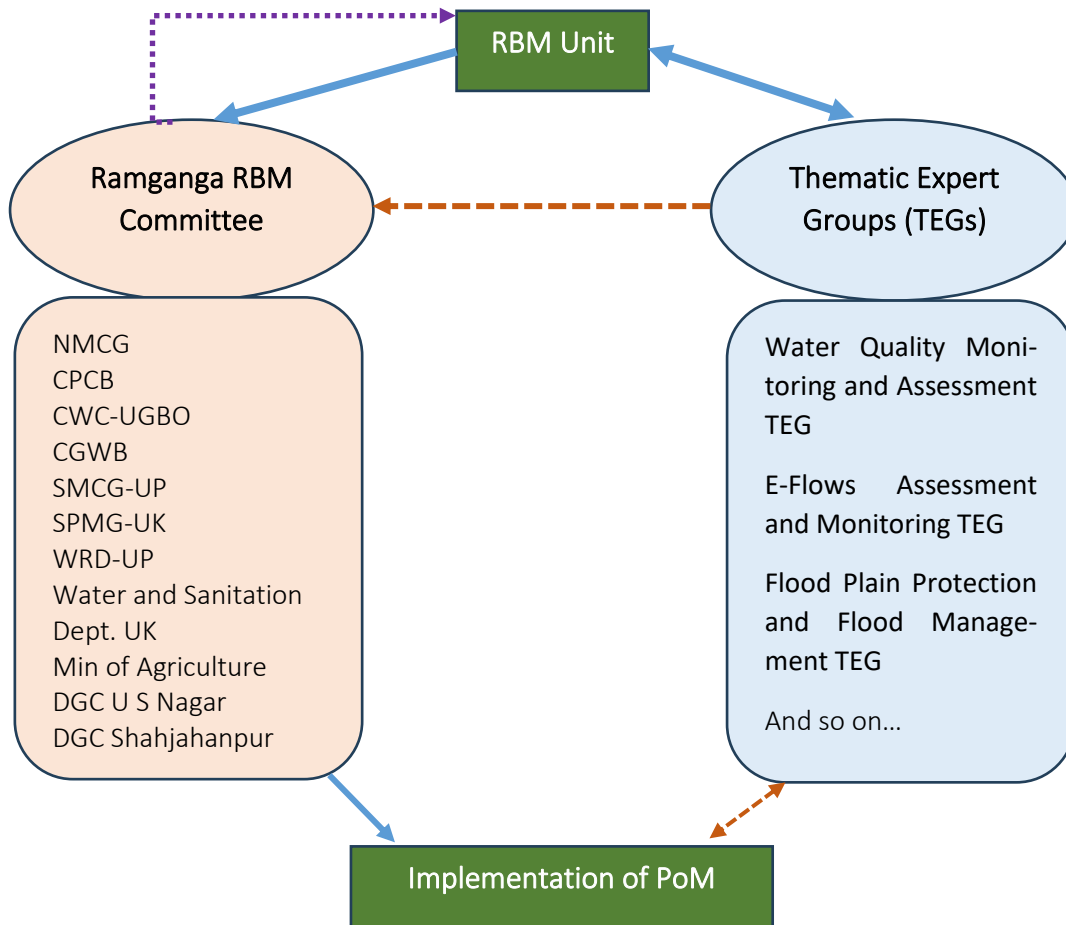 RBM Unit
Ramganga RBM
Committee
Thematic Expert
Groups (TEGs)
NMCG
CPCB
CWC-UGBO
CGWB
SMCG-UP
SPMG-UK
WRD-UP
Water and Sanitation
Dept. UK
Min of Agriculture
DGC U S Nagar
DGC Shahjahanpur
Water Quality Moni-
toring and Assessment
TEG
E-Flows Assessment
and Monitoring TEG
Flood Plain Protection
and Flood Manage-
ment TEG
And so on...
Implementation of PoM